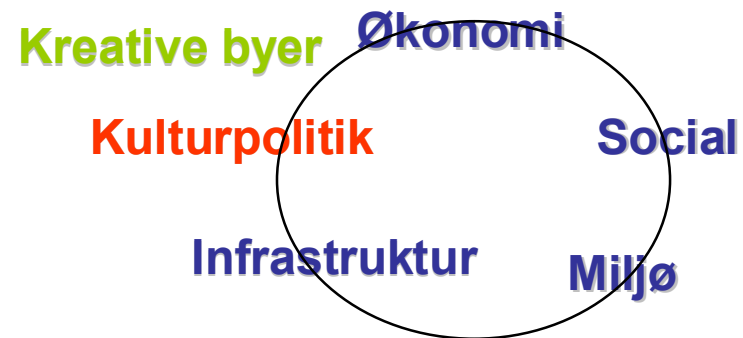 Kreative byer
Økonomi
Kulturpolitik
Social
Infrastruktur
Miljø